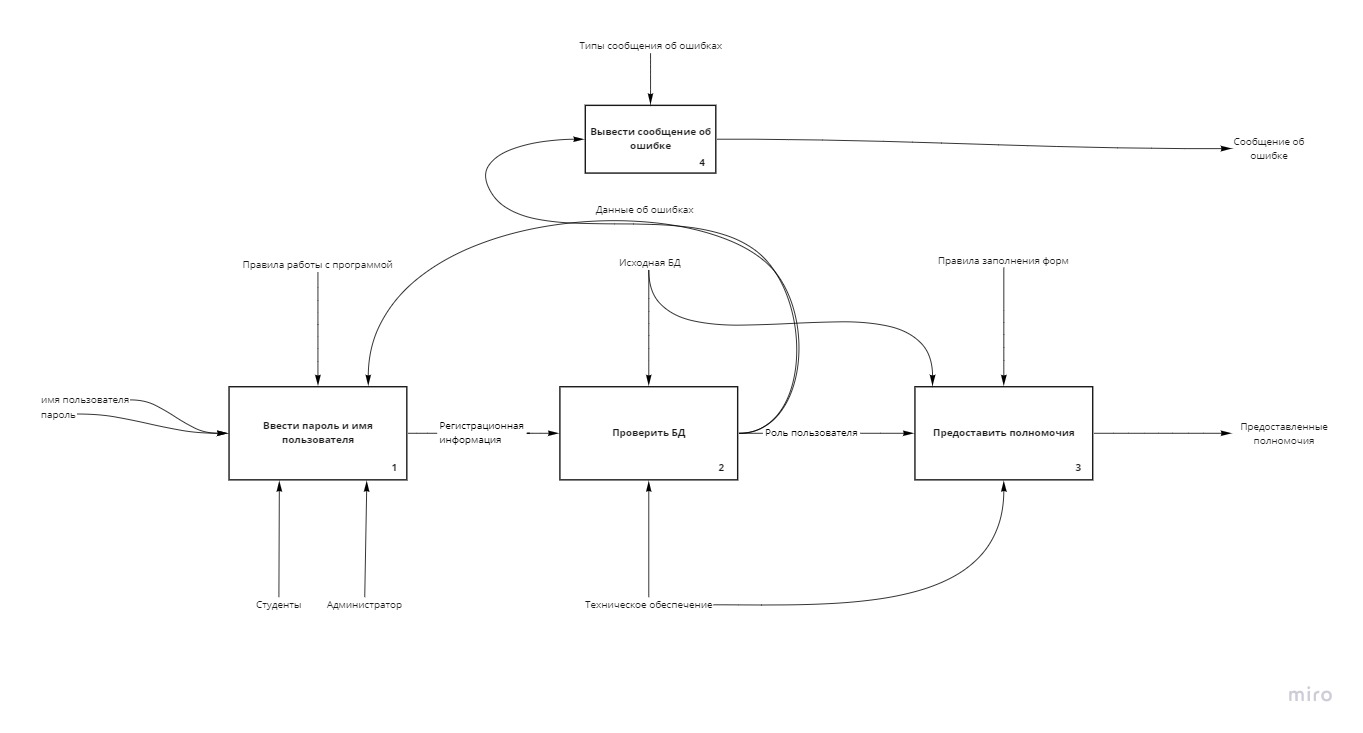 Типы сообщения об ошибках
Вывести сообщение об
ошибке
4
Сообщение об
ошибке
Данные об ошибках
Правила работы с программой
Исходная БД
Правила заполнения форм
имя пользователя
пароль
Ввести пароль и имя
пользователя
1
Регистрационная
информация
Проверить БД
2
Роль пользователя
Предоставить полномочия
3
Предоставленные
полномочия
Студенты
Администратор
Техническое обеспечение
miro